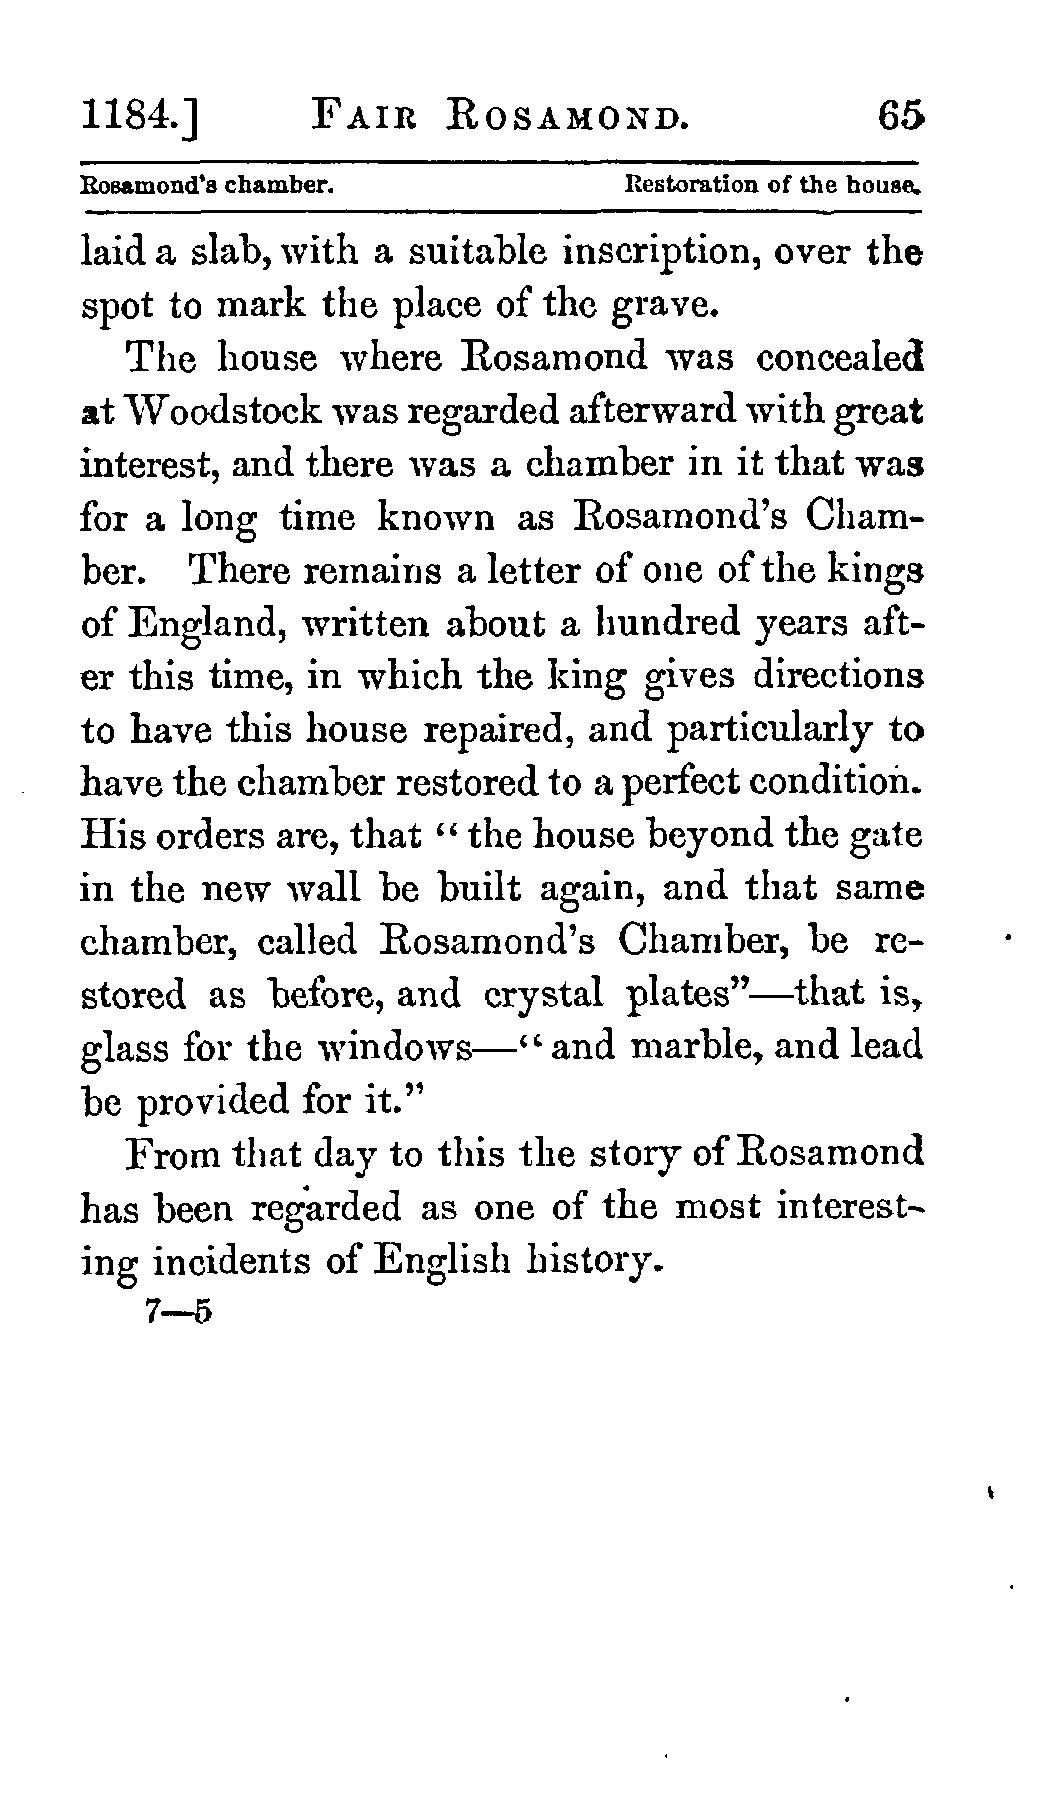 1184.] FAIR ROSAMOND. 65
Rosamond's chamber. Restoration of the house.
laid a slab, with a suitable inscription, over the
spot to mark the place of the grave.
The house where Rosamond was concealed
at Woodstock was regarded afterward with great
interest, and there was a chamber in it that was
for a long time known as Rosamond's Cham-
ber. There remains a letter of one of the kings
of England, written about a hundred years aft-
er this time, in which the king gives directions
to have this house repaired, and particularly to
have the chamber restored to a perfect condition.
His orders are, that "the house beyond the gate
in the new wall be built again, and that same
chamber, called Rosamond's Chamber, be re-
stored as before, and crystal plates"—that is,
glass for the windows—"and marble, and lead
be provided for it."
From that day to this the story of Rosamond
has been regarded as one of the most interest-
ing incidents of English history.
7—5